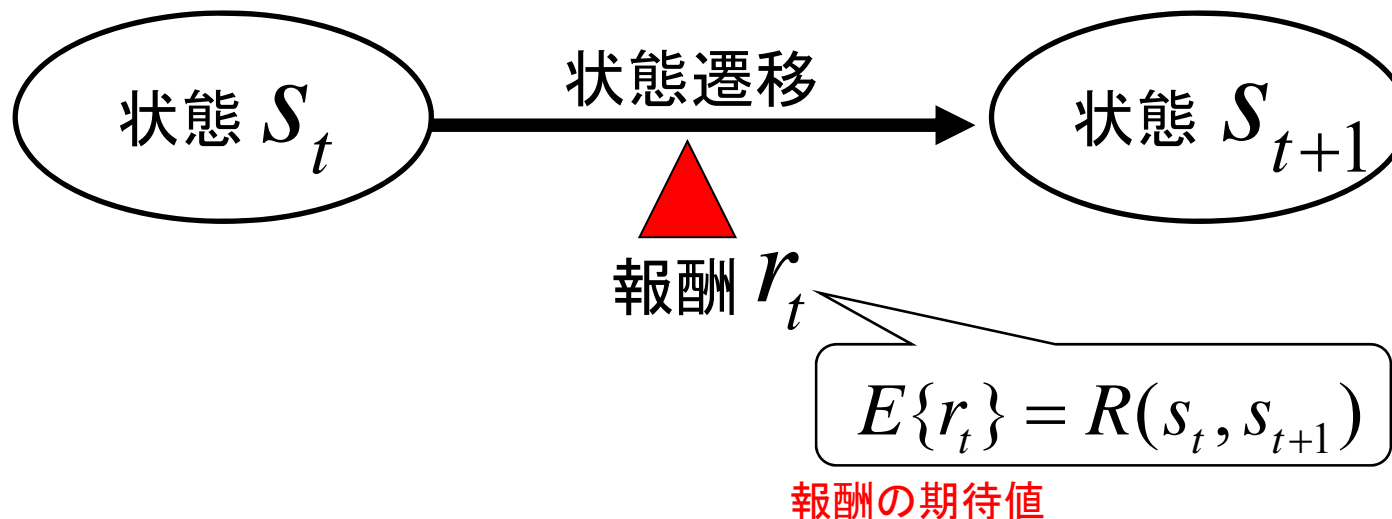 状態遷移
状態 s_t
状態 s_{t+1}
報酬 r_t
E{r_t} = R(s_t, s_{t+1})
報酬の期待値